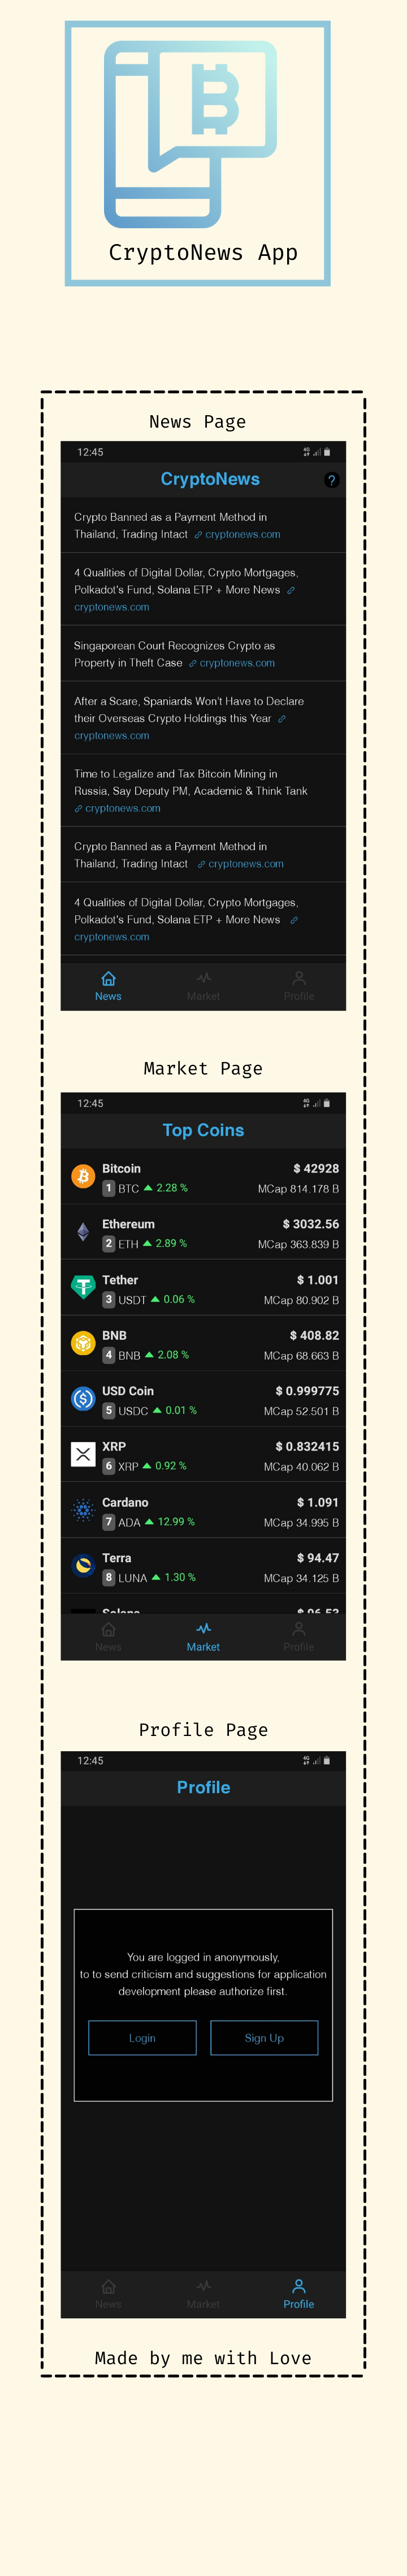 CryptoNews App
News Page
12:45
CryptoNews
?
Crypto Banned as a Payment Method in
Thailand, Trading Intact cryptonews.com
4 Qualities of Digital Dollar, Crypto Mortgages,
Polkadot's Fund, Solana ETP + More News
cryptonews.com
Singaporean Court Recognizes Crypto as
Property in Theft Case cryptonews.com
After a Scare, Spaniards Won't Have to Declare
their Overseas Crypto Holdings this Year
cryptonews.com
Time to Legalize and Tax Bitcoin Mining in
Russia, Say Deputy PM, Academic & Think Tank
cryptonews.com
Crypto Banned as a Payment Method in
Thailand, Trading Intact cryptonews.com
4 Qualities of Digital Dollar, Crypto Mortgages,
Polkadot's Fund, Solana ETP + More News
cryptonews.com
News Market Profile
Market Page
12:45
Top Coins
Bitcoin $ 42928
1 BTC ▲ 2.28 % MCap 814.178 B
Ethereum $ 3032.56
2 ETH ▲ 2.89 % MCap 363.839 B
Tether $ 1.001
3 USDT ▲ 0.06 % MCap 80.902 B
BNB $ 408.82
4 BNB ▲ 2.08 % MCap 68.663 B
USD Coin $ 0.999775
5 USDC ▲ 0.01 % MCap 52.501 B
XRP $ 0.832415
6 XRP ▲ 0.92 % MCap 40.062 B
Cardano $ 1.091
7 ADA ▲ 12.99 % MCap 34.995 B
Terra $ 94.47
8 LUNA ▲ 1.30 % MCap 34.125 B
News Market Profile
Profile Page
12:45
Profile
You are logged in anonymously,
to to send criticism and suggestions for application
development please authorize first.
Login Sign Up
News Market Profile
Made by me with Love